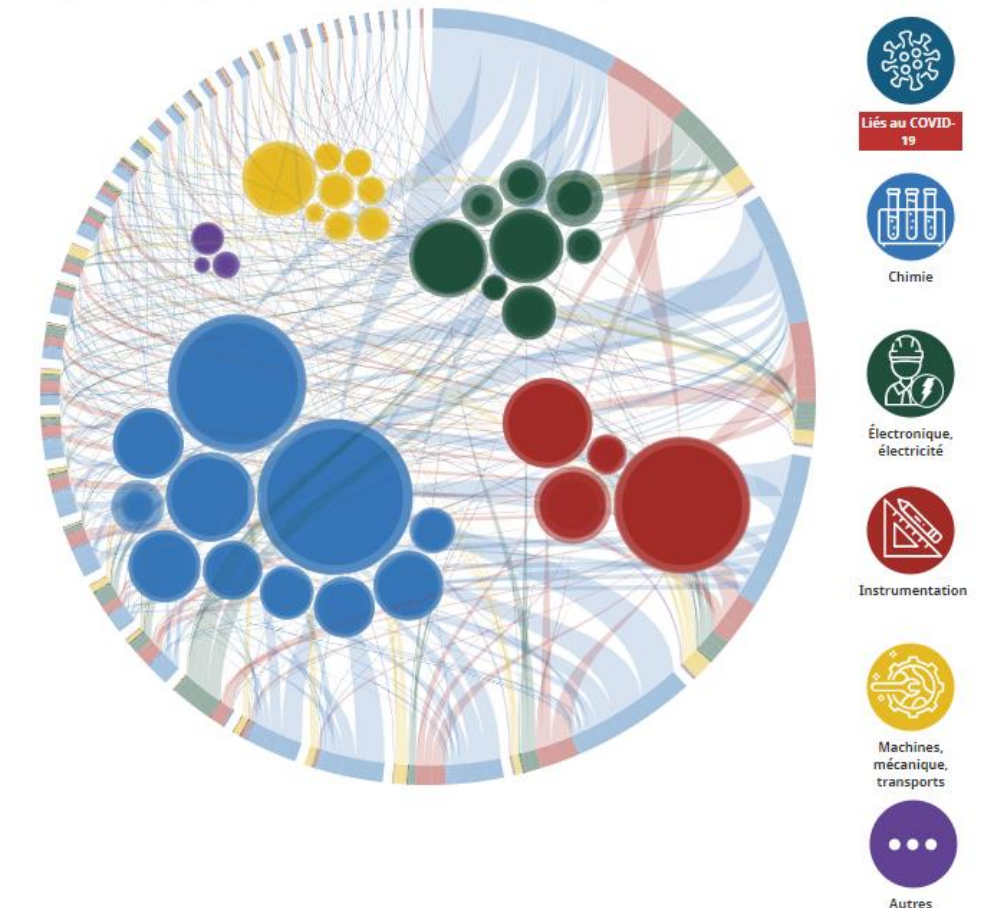 Liés au COVID-
19
Chimie
Électronique,
électricité
Instrumentation
Machines,
mécanique,
transports
Autres